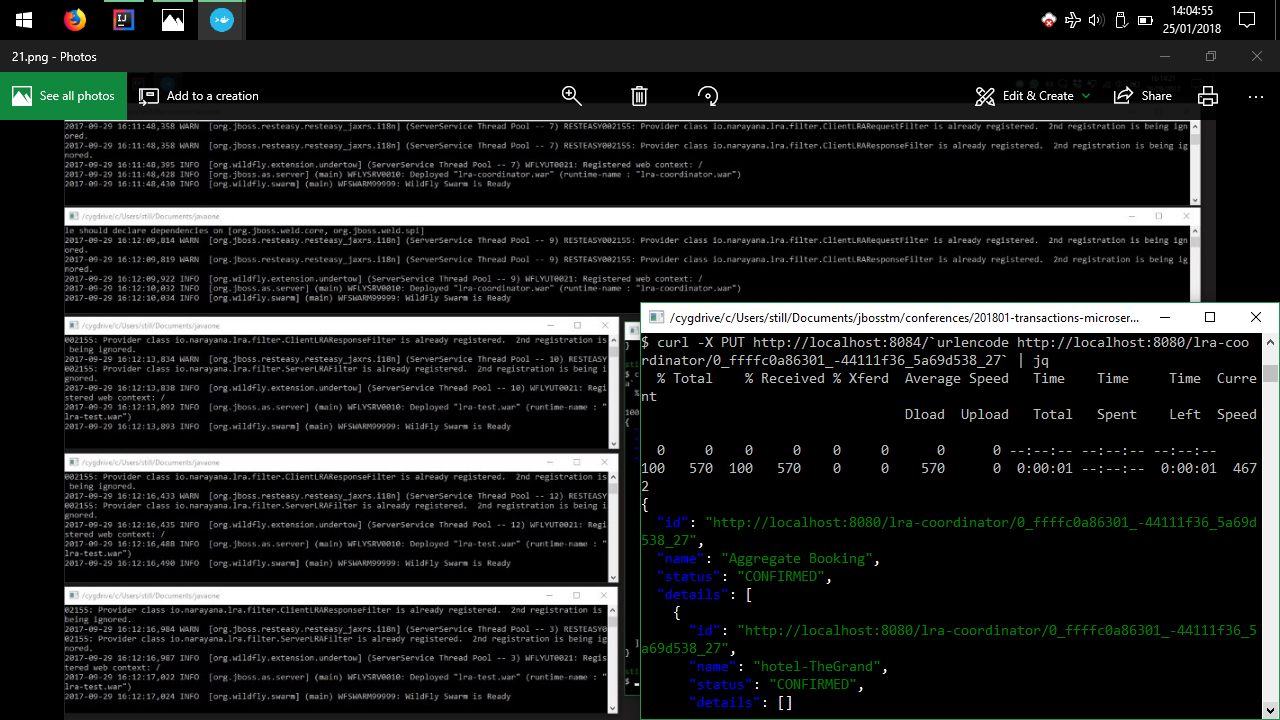 14:04:55
25/01/2018
21.png - Photos
See all photos
Add to a creation
Edit & Create
Share
2017-09-29 16:11:48,358 WARN  [org.jboss.resteasy.resteasy_jaxrs.i18n] (ServerService Thread Pool -- 7) RESTEASY002155: Provider class io.narayana.lra.filter.ClientLRARequestFilter is already registered.  2nd registration is being ign
ored.
2017-09-29 16:11:48,358 WARN  [org.jboss.resteasy.resteasy_jaxrs.i18n] (ServerService Thread Pool -- 7) RESTEASY002155: Provider class io.narayana.lra.filter.ClientLRAResponseFilter is already registered.  2nd registration is being ig
nored.
2017-09-29 16:11:48,395 INFO  [org.wildfly.extension.undertow] (ServerService Thread Pool -- 7) WFLYUT0021: Registered web context: /
2017-09-29 16:11:48,428 INFO  [org.jboss.as.server] (main) WFLYSRV0010: Deployed "lra-coordinator.war" (runtime-name : "lra-coordinator.war")
2017-09-29 16:11:48,430 INFO  [org.wildfly.swarm] (main) WFSWARM99999: WildFly Swarm is Ready
/cygdrive/c/Users/still/Documents/javaone
le should declare dependencies on [org.jboss.weld.core, org.jboss.weld.spi]
2017-09-29 16:12:09,814 WARN  [org.jboss.resteasy.resteasy_jaxrs.i18n] (ServerService Thread Pool -- 9) RESTEASY002155: Provider class io.narayana.lra.filter.ClientLRARequestFilter is already registered.  2nd registration is being ign
ored.
2017-09-29 16:12:09,819 WARN  [org.jboss.resteasy.resteasy_jaxrs.i18n] (ServerService Thread Pool -- 9) RESTEASY002155: Provider class io.narayana.lra.filter.ClientLRAResponseFilter is already registered.  2nd registration is being ig
nored.
2017-09-29 16:12:09,922 INFO  [org.wildfly.extension.undertow] (ServerService Thread Pool -- 9) WFLYUT0021: Registered web context: /
2017-09-29 16:12:10,032 INFO  [org.jboss.as.server] (main) WFLYSRV0010: Deployed "lra-coordinator.war" (runtime-name : "lra-coordinator.war")
2017-09-29 16:12:10,034 INFO  [org.wildfly.swarm] (main) WFSWARM99999: WildFly Swarm is Ready
/cygdrive/c/Users/still/Documents/javaone
002155: Provider class io.narayana.lra.filter.ClientLRAResponseFilter is already registered.  2nd registration is
 being ignored.
2017-09-29 16:12:13,834 WARN  [org.jboss.resteasy.resteasy_jaxrs.i18n] (ServerService Thread Pool -- 10) RESTEASY
002155: Provider class io.narayana.lra.filter.ServerLRAFilter is already registered.  2nd registration is being i
gnored.
2017-09-29 16:12:13,838 INFO  [org.wildfly.extension.undertow] (ServerService Thread Pool -- 10) WFLYUT0021: Regi
stered web context: /
2017-09-29 16:12:13,892 INFO  [org.jboss.as.server] (main) WFLYSRV0010: Deployed "lra-test.war" (runtime-name : "
lra-test.war")
2017-09-29 16:12:13,893 INFO  [org.wildfly.swarm] (main) WFSWARM99999: WildFly Swarm is Ready
/cygdrive/c/Users/still/Documents/javaone
002155: Provider class io.narayana.lra.filter.ClientLRAResponseFilter is already registered.  2nd registration is
 being ignored.
2017-09-29 16:12:16,433 WARN  [org.jboss.resteasy.resteasy_jaxrs.i18n] (ServerService Thread Pool -- 12) RESTEASY
002155: Provider class io.narayana.lra.filter.ServerLRAFilter is already registered.  2nd registration is being i
gnored.
2017-09-29 16:12:16,435 INFO  [org.wildfly.extension.undertow] (ServerService Thread Pool -- 12) WFLYUT0021: Regi
stered web context: /
2017-09-29 16:12:16,488 INFO  [org.jboss.as.server] (main) WFLYSRV0010: Deployed "lra-test.war" (runtime-name : "
lra-test.war")
2017-09-29 16:12:16,490 INFO  [org.wildfly.swarm] (main) WFSWARM99999: WildFly Swarm is Ready
/cygdrive/c/Users/still/Documents/javaone
02155: Provider class io.narayana.lra.filter.ClientLRAResponseFilter is already registered.  2nd registration is
being ignored.
2017-09-29 16:12:16,984 WARN  [org.jboss.resteasy.resteasy_jaxrs.i18n] (ServerService Thread Pool -- 3) RESTEASY0
02155: Provider class io.narayana.lra.filter.ServerLRAFilter is already registered.  2nd registration is being ig
nored.
2017-09-29 16:12:16,987 INFO  [org.wildfly.extension.undertow] (ServerService Thread Pool -- 3) WFLYUT0021: Regis
tered web context: /
2017-09-29 16:12:17,022 INFO  [org.jboss.as.server] (main) WFLYSRV0010: Deployed "lra-test.war" (runtime-name : "
lra-test.war")
2017-09-29 16:12:17,024 INFO  [org.wildfly.swarm] (main) WFSWARM99999: WildFly Swarm is Ready
/cygdrive/c/Users/still/Documents/jbosstm/conferences/201801-transactions-microser...
$ curl -X PUT http://localhost:8084/`urlencode http://localhost:8080/lra-coo
rdinator/0_ffffc0a86301_-44111f36_5a69d538_27` | jq
  % Total    % Received % Xferd  Average Speed   Time    Time     Time  Curre
nt
                                 Dload  Upload   Total   Spent    Left  Speed
  0     0    0     0    0     0      0      0 --:--:-- --:--:-- --:--:--
100   570  100   570    0     0    570      0  0:00:01 --:--:--  0:00:01  467
2
{
  "id": "http://localhost:8080/lra-coordinator/0_ffffc0a86301_-44111f36_5a69d
538_27",
  "name": "Aggregate Booking",
  "status": "CONFIRMED",
  "details": [
    {
      "id": "http://localhost:8080/lra-coordinator/0_ffffc0a86301_-44111f36_5
a69d538_27",
      "name": "hotel-TheGrand",
      "status": "CONFIRMED",
      "details": []